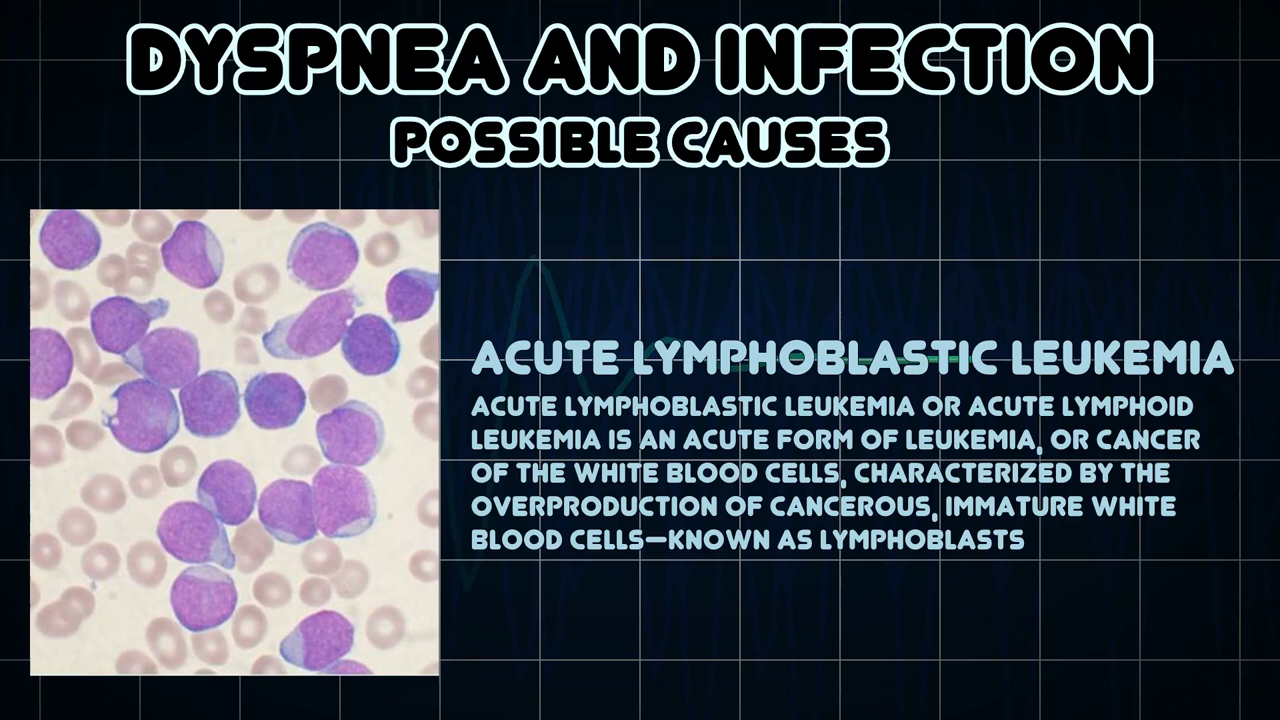 DYSPNEA AND INFECTION
POSSIBLE CAUSES
ACUTE LYMPHOBLASTIC LEUKEMIA
ACUTE LYMPHOBLASTIC LEUKEMIA OR ACUTE LYMPHOID
LEUKEMIA IS AN ACUTE FORM OF LEUKEMIA, OR CANCER
OF THE WHITE BLOOD CELLS, CHARACTERIZED BY THE
OVERPRODUCTION OF CANCEROUS, IMMATURE WHITE
BLOOD CELLS—KNOWN AS LYMPHOBLASTS